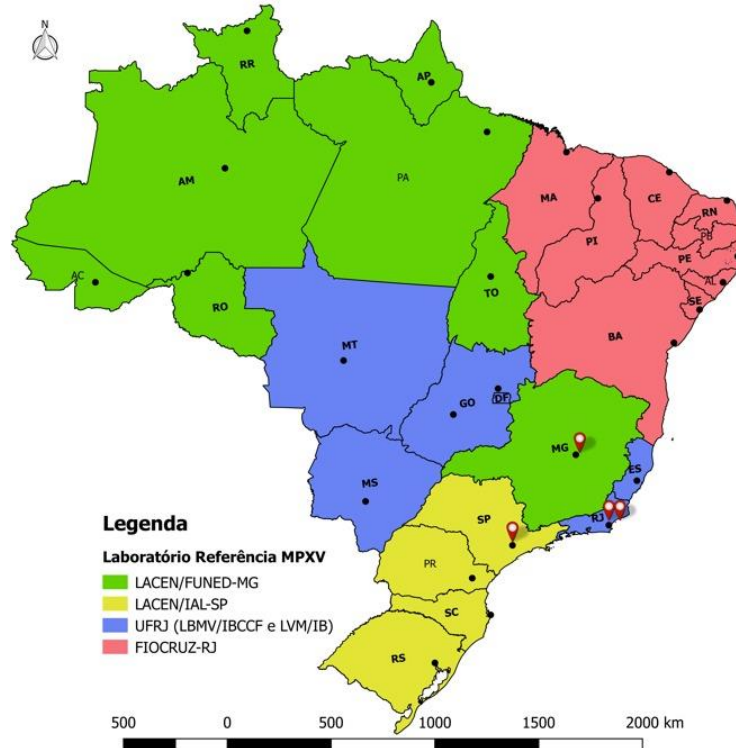 N
RR
AP
AM
PA
MA
CE
RN
PB
PI
PE
AC
TO
AL
RO
SE
BA
MT
GO
DF
MG
ES
MS
SP
RJ
Legenda
Laboratório Referência MPXV
PR
LACEN/FUNED-MG
LACEN/IAL-SP
SC
UFRJ (LBMV/IBCCF e LVM/IB)
FIOCRUZ-RJ
RS
500
0
500
1000
1500
2000 km